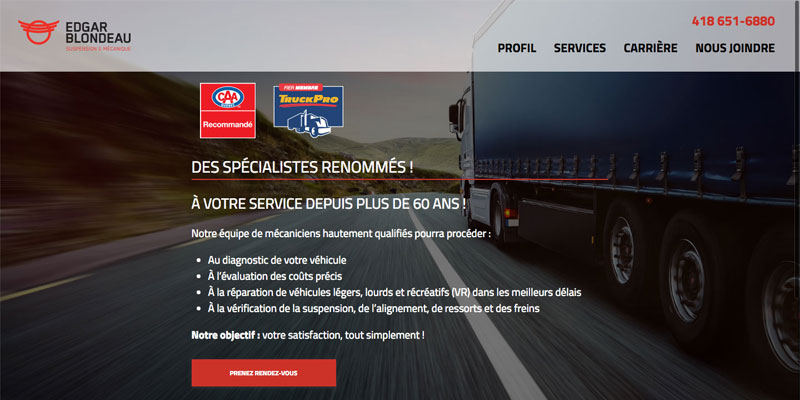 EDGAR
BLONDEAU
SUSPENSION & MÉCANIQUE
418 651-6880
PROFIL SERVICES CARRIÈRE NOUS JOINDRE
CAA
Recommandé
FIER MEMBRE
TRUCKPRO
DES SPÉCIALISTES RENOMMÉS !
À VOTRE SERVICE DEPUIS PLUS DE 60 ANS !
Notre équipe de mécaniciens hautement qualifiés pourra procéder :
• Au diagnostic de votre véhicule
• À l'évaluation des coûts précis
• À la réparation de véhicules légers, lourds et récréatifs (VR) dans les meilleurs délais
• À la vérification de la suspension, de l'alignement, de ressorts et des freins
Notre objectif : votre satisfaction, tout simplement !
PRENEZ RENDEZ-VOUS